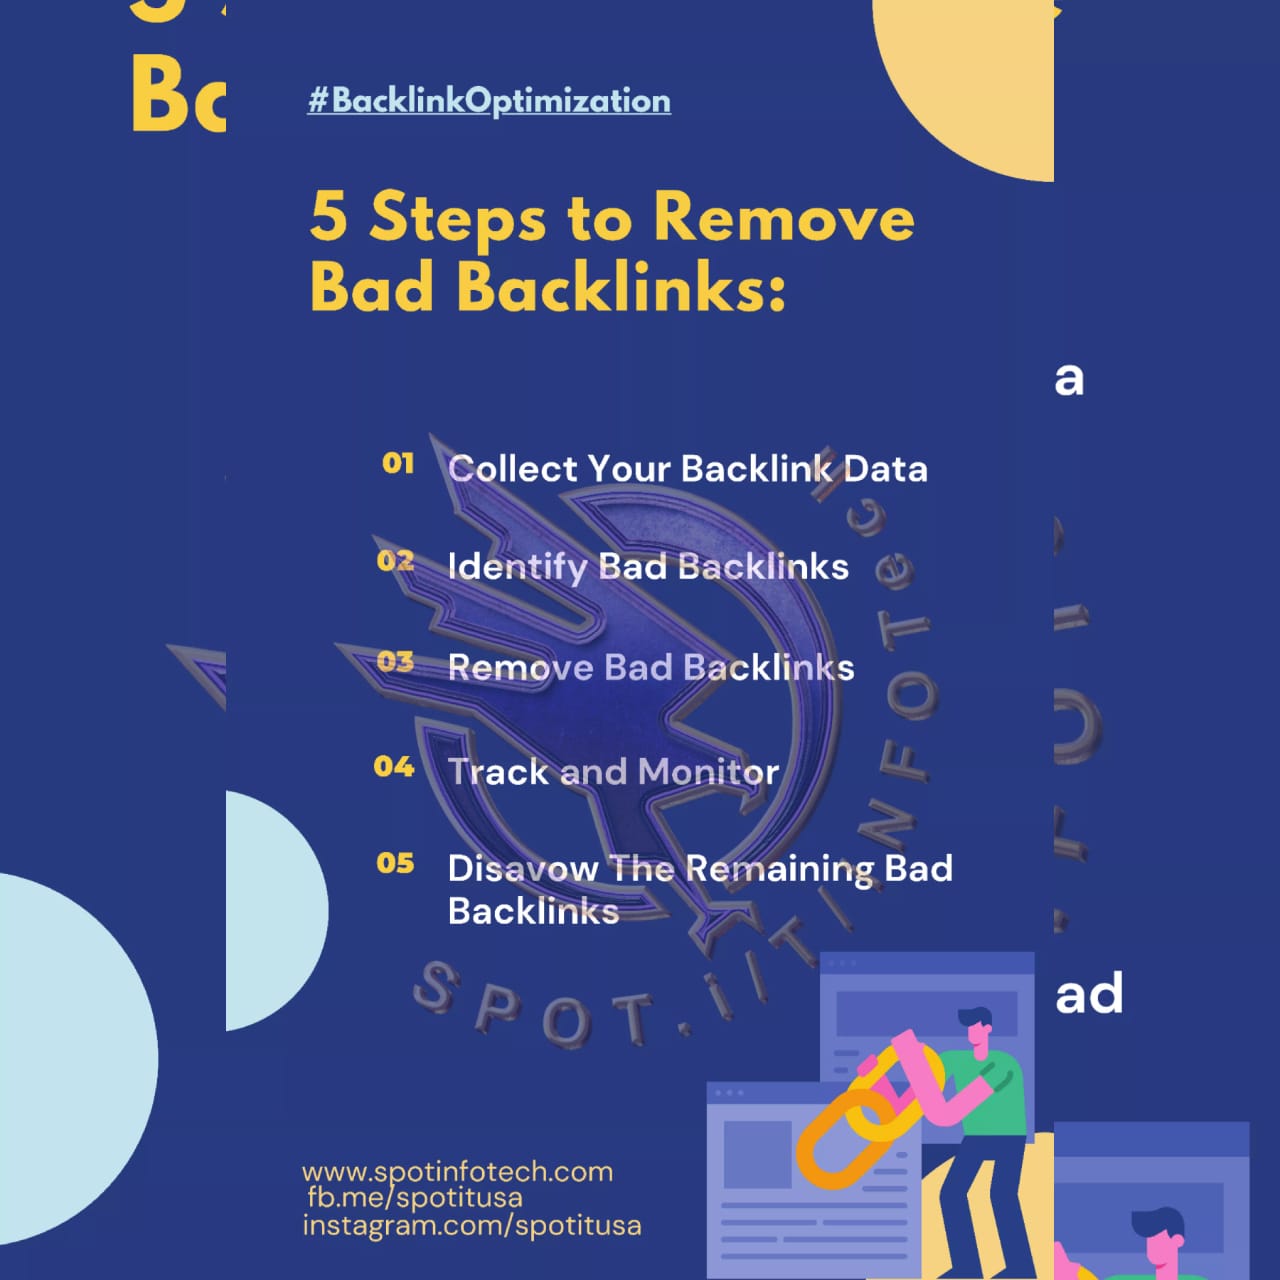 #BacklinkOptimization
5 Steps to Remove
Bad Backlinks:
01 Collect Your Backlink Data
02 Identify Bad Backlinks
03 Remove Bad Backlinks
04 Track and Monitor
05 Disavow The Remaining Bad
Backlinks
SPOT.i/T/INFOTech
www.spotinfotech.com
fb.me/spotitusa
instagram.com/spotitusa
a
ad